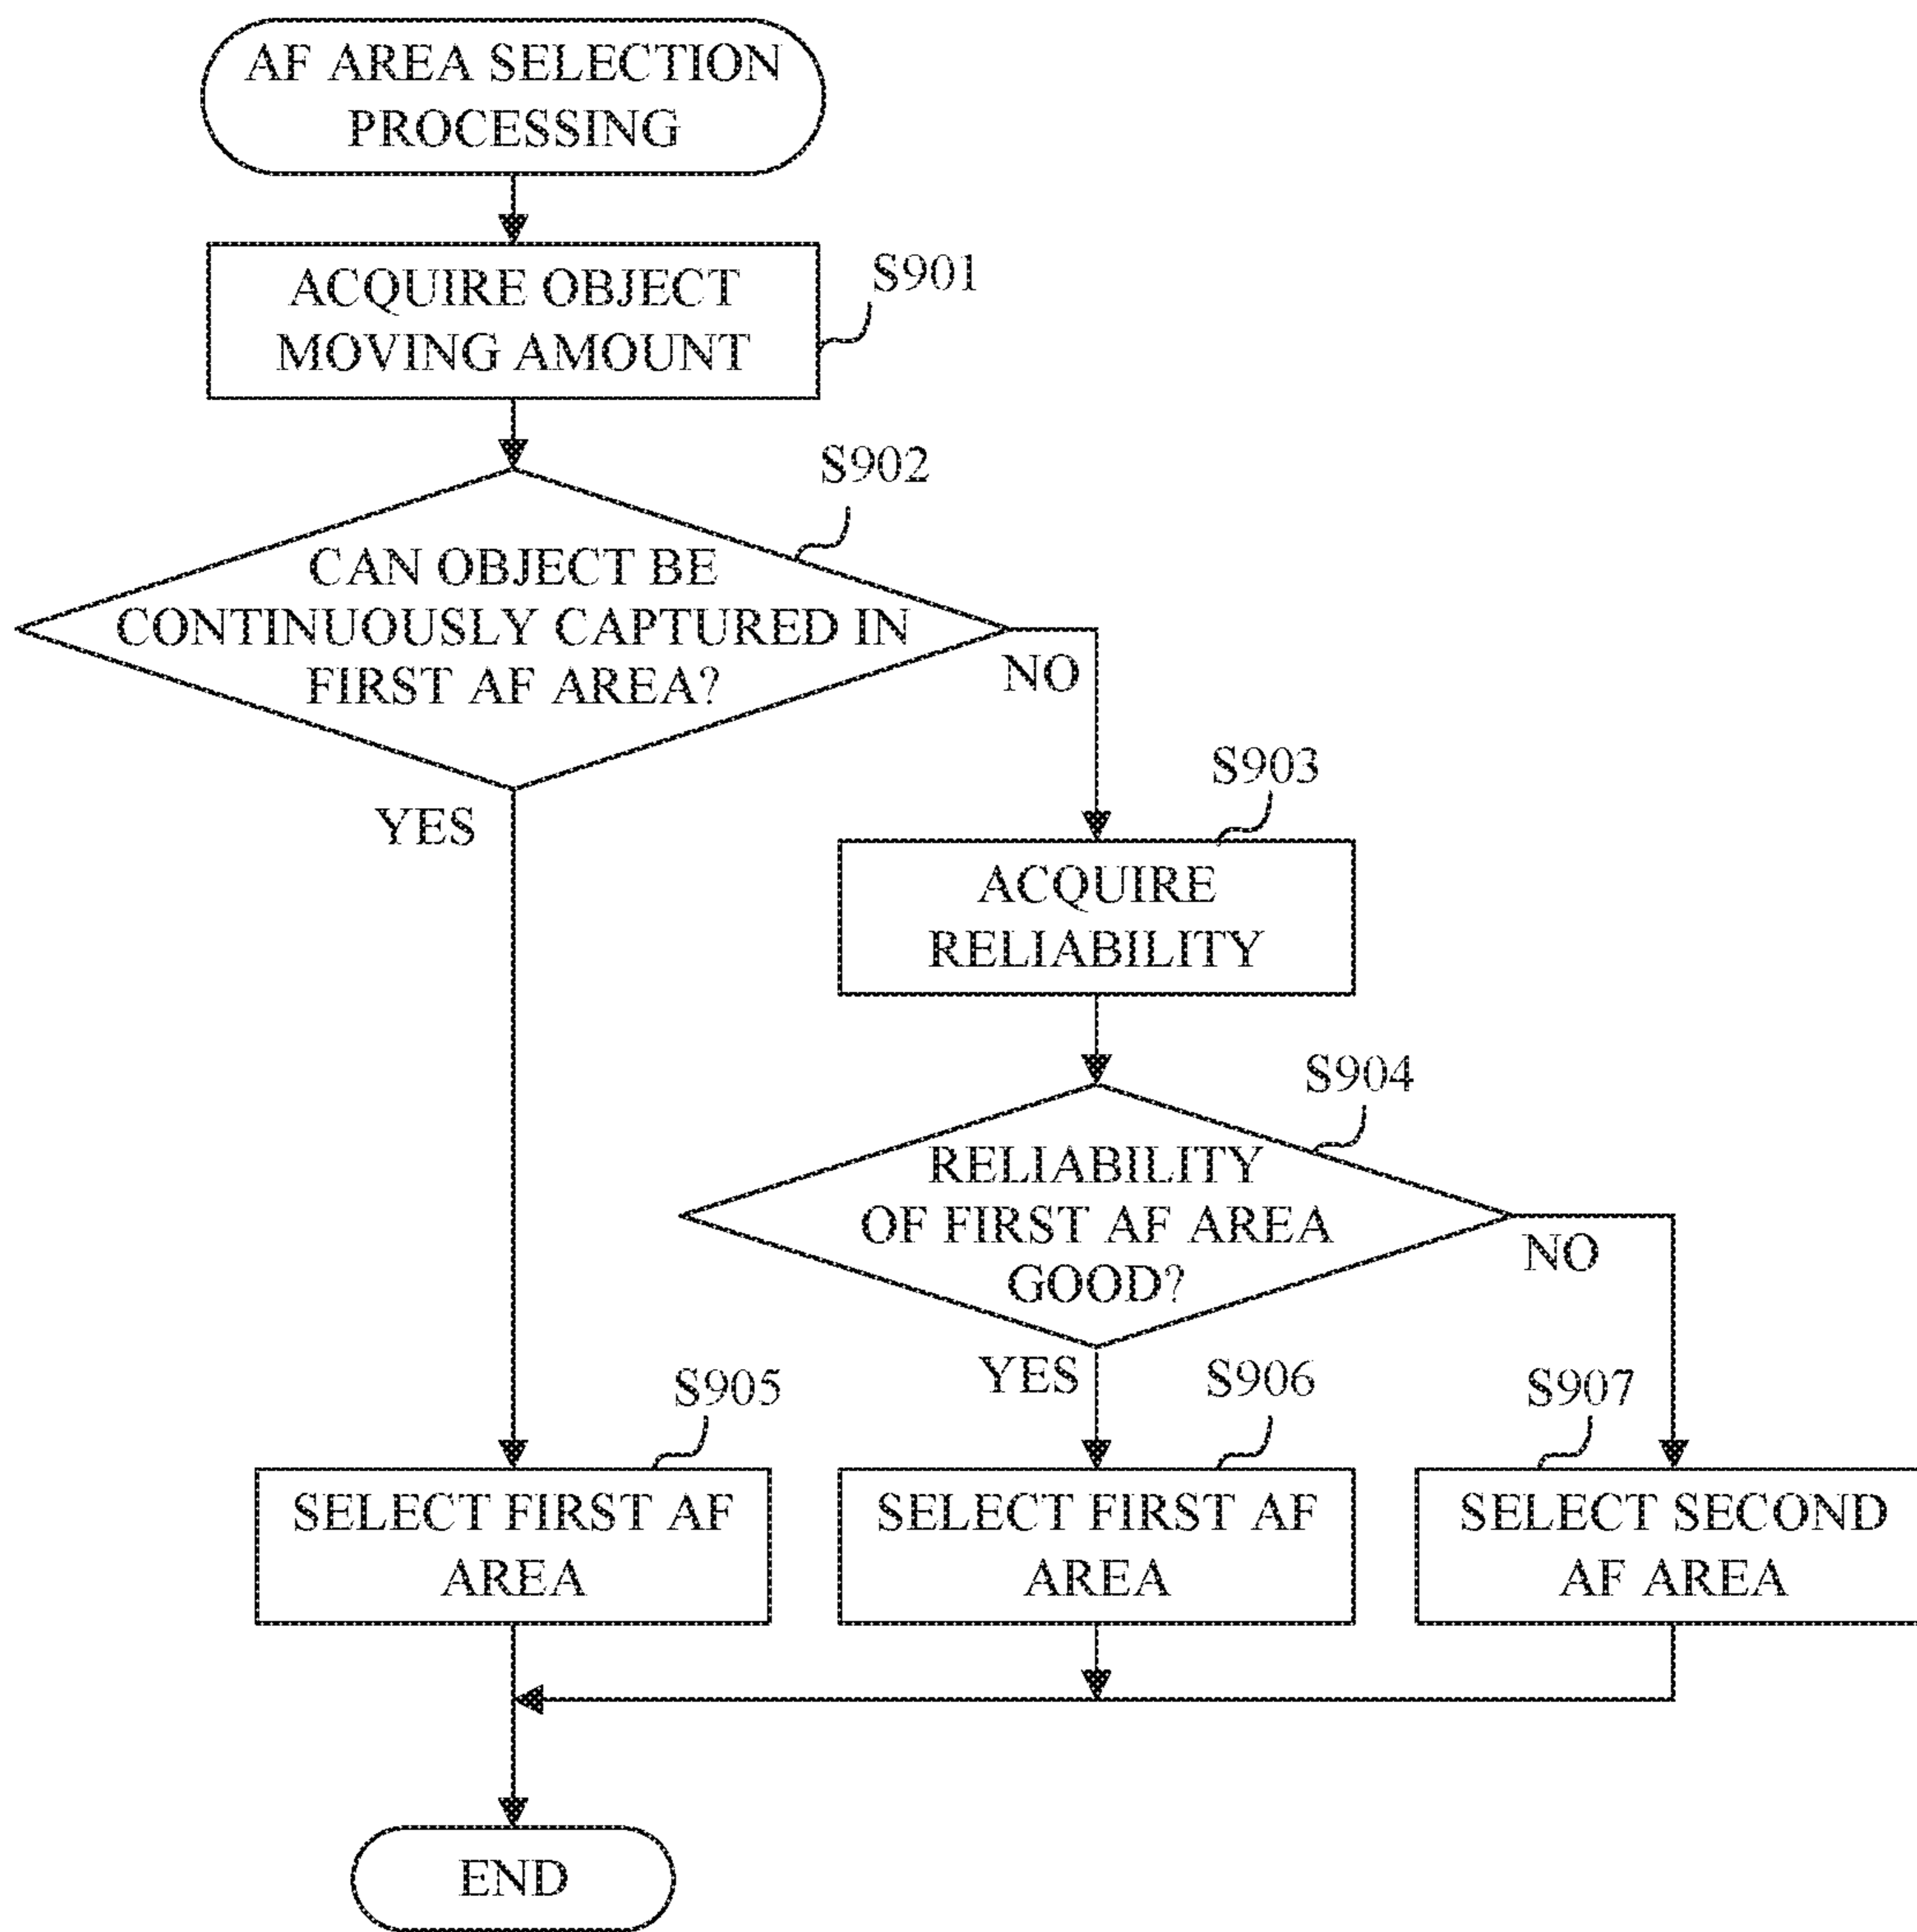 AF AREA SELECTION
PROCESSING
ACQUIRE OBJECT
MOVING AMOUNT
S901
S902
CAN OBJECT BE
CONTINUOUSLY CAPTURED IN
FIRST AF AREA?
NO
YES
S903
ACQUIRE
RELIABILITY
S904
RELIABILITY
OF FIRST AF AREA
GOOD?
NO
YES
S905
S906
S907
SELECT FIRST AF
AREA
SELECT FIRST AF
AREA
SELECT SECOND
AF AREA
END